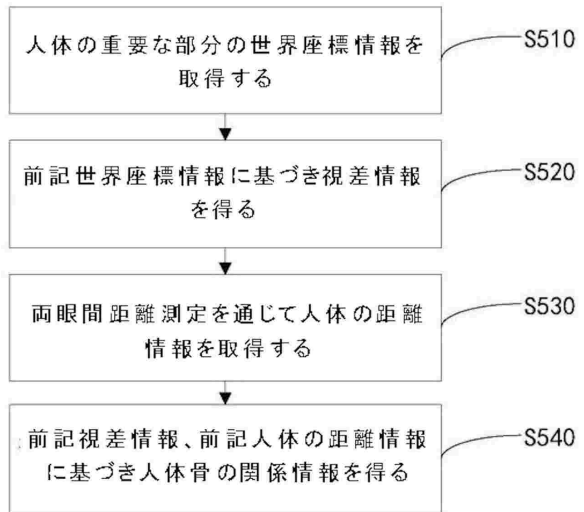 人体の重要な部分の世界座標情報を
取得する
S510
前記世界座標情報に基づき視差情報
を得る
S520
両眼間距離測定を通じて人体の距離
情報を取得する
S530
前記視差情報、前記人体の距離情報
に基づき人体骨の関係情報を得る
S540